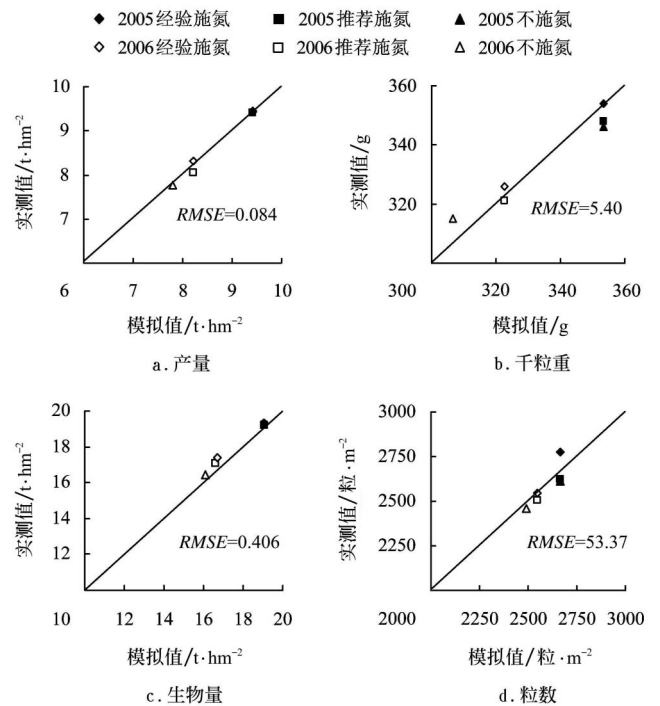 ◆ 2005经验施氮 ■ 2005推荐施氮 ▲ 2005不施氮
◇ 2006经验施氮 □ 2006推荐施氮 △ 2006不施氮
10
9
8
7
6
实测值/t·hm⁻²
RMSE=0.084
7 8 9 10
模拟值/t·hm⁻²
a.产量
360
340
320
300
实测值/g
RMSE=5.40
320 340 360
模拟值/g
b.千粒重
20
18
16
14
12
10
实测值/t·hm⁻²
RMSE=0.406
12 14 16 18 20
模拟值/t·hm⁻²
c.生物量
3000
2750
2500
2250
2000
实测值/粒·m⁻²
RMSE=53.37
2250 2500 2750 3000
模拟值/粒·m⁻²
d.粒数